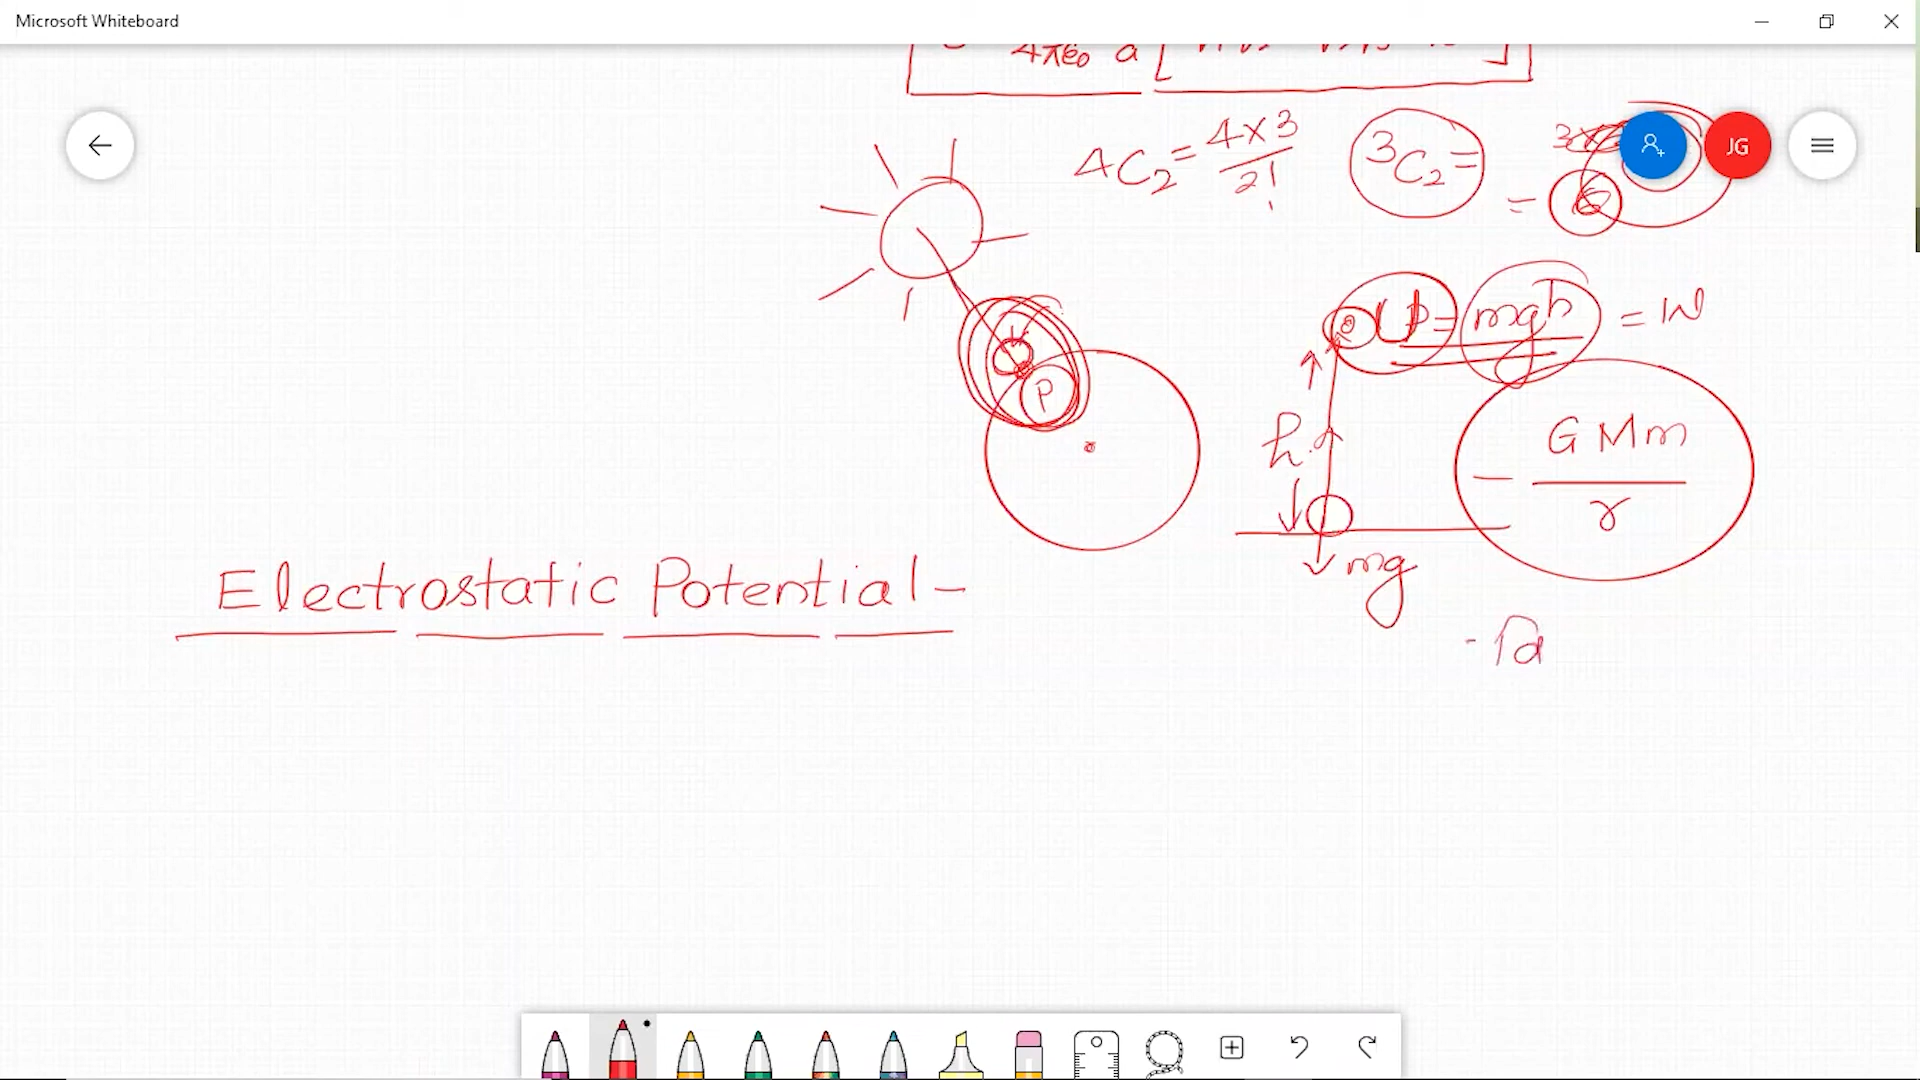 Microsoft Whiteboard
4πε₀ a [
4C₂ = 4×3 / 2!
³C₂ =
= 6
JG
U = mgh = W
P
h
- GMm / r
mg
Electrostatic Potential -